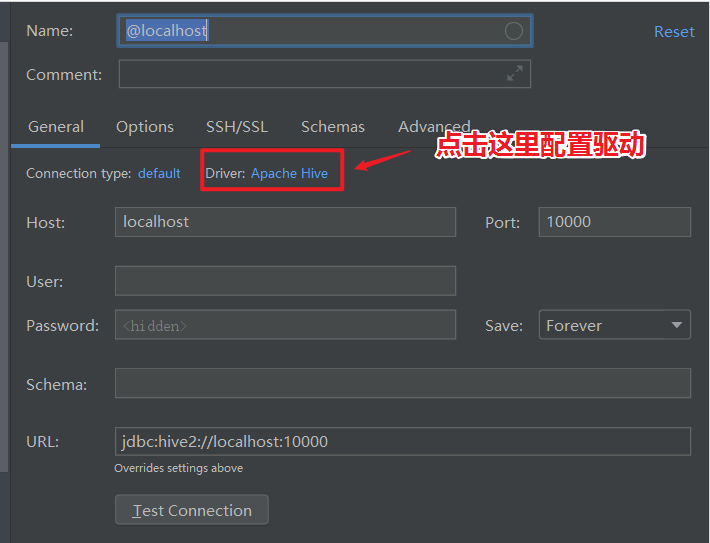 Name: @localhost Reset
Comment:
General Options SSH/SSL Schemas Advanced
点击这里配置驱动
Connection type: default Driver: Apache Hive
Host: localhost Port: 10000
User:
Password: <hidden> Save: Forever
Schema:
URL: jdbc:hive2://localhost:10000
Overrides settings above
Test Connection